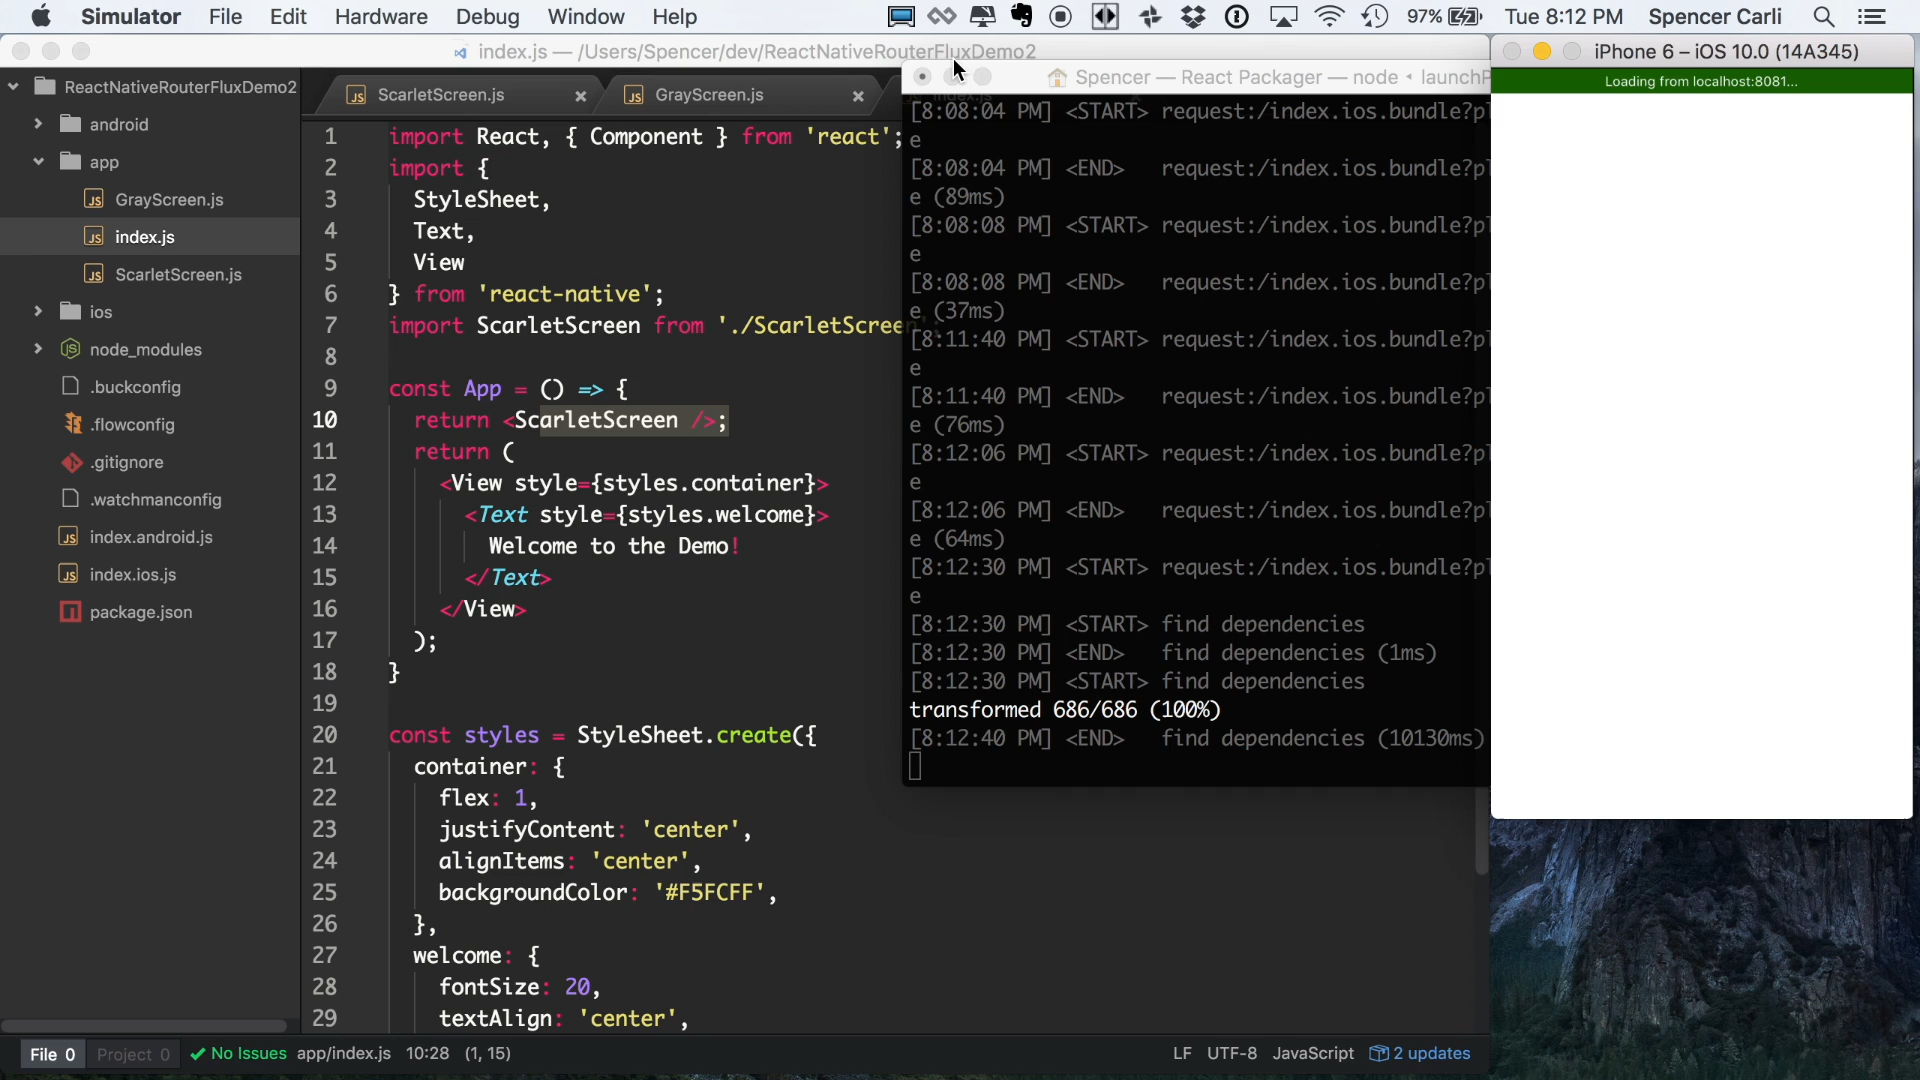 Simulator File Edit Hardware Debug Window Help 97% Tue 8:12 PM Spencer Carli
index.js — /Users/Spencer/dev/ReactNativeRouterFluxDemo2
ReactNativeRouterFluxDemo2
android
app
GrayScreen.js
index.js
ScarletScreen.js
ios
node_modules
.buckconfig
.flowconfig
.gitignore
.watchmanconfig
index.android.js
index.ios.js
package.json
ScarletScreen.js
GrayScreen.js
1 import React, { Component } from 'react';
2 import {
3 StyleSheet,
4 Text,
5 View
6 } from 'react-native';
7 import ScarletScreen from './ScarletScreen';
8
9 const App = () => {
10 return <ScarletScreen />;
11 return (
12 <View style={styles.container}>
13 <Text style={styles.welcome}>
14 Welcome to the Demo!
15 </Text>
16 </View>
17 );
18 }
19
20 const styles = StyleSheet.create({
21 container: {
22 flex: 1,
23 justifyContent: 'center',
24 alignItems: 'center',
25 backgroundColor: '#F5FCFF',
26 },
27 welcome: {
28 fontSize: 20,
29 textAlign: 'center',
Spencer — React Packager — node ◂ launchP
[8:08:04 PM] <START> request:/index.ios.bundle?pl
e
[8:08:04 PM] <END> request:/index.ios.bundle?pl
e (89ms)
[8:08:08 PM] <START> request:/index.ios.bundle?pl
e
[8:08:08 PM] <END> request:/index.ios.bundle?pl
e (37ms)
[8:11:40 PM] <START> request:/index.ios.bundle?pl
e
[8:11:40 PM] <END> request:/index.ios.bundle?pl
e (76ms)
[8:12:06 PM] <START> request:/index.ios.bundle?pl
e
[8:12:06 PM] <END> request:/index.ios.bundle?pl
e (64ms)
[8:12:30 PM] <START> request:/index.ios.bundle?pl
e
[8:12:30 PM] <START> find dependencies
[8:12:30 PM] <END> find dependencies (1ms)
[8:12:30 PM] <START> find dependencies
transformed 686/686 (100%)
[8:12:40 PM] <END> find dependencies (10130ms)
iPhone 6 – iOS 10.0 (14A345)
Loading from localhost:8081...
File 0 Project 0 No Issues app/index.js 10:28 (1, 15) LF UTF-8 JavaScript 2 updates